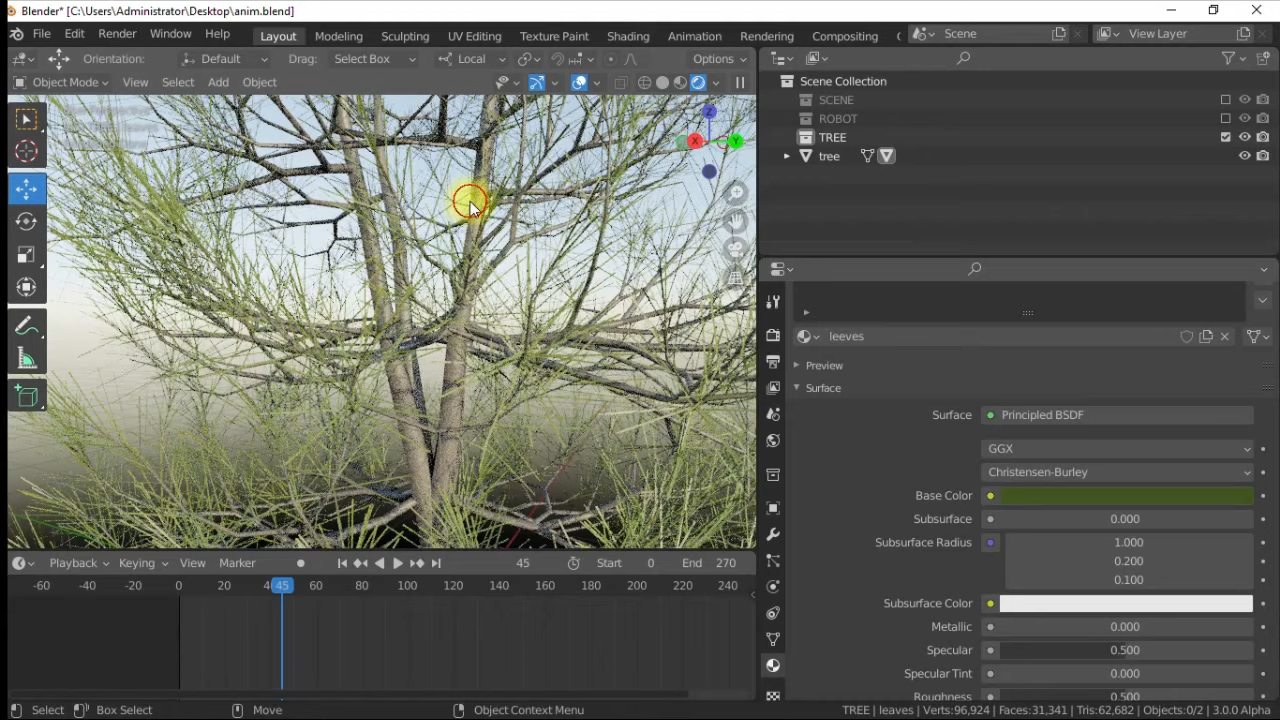 Blender* [C:\Users\Administrator\Desktop\anim.blend]
File Edit Render Window Help
Layout Modeling Sculpting UV Editing Texture Paint Shading Animation Rendering Compositing
Scene
View Layer
Orientation: Default Drag: Select Box Local Options
Object Mode View Select Add Object
Scene Collection
SCENE
ROBOT
TREE
tree
Z
X
Y
leeves
Preview
Surface
Surface Principled BSDF
GGX
Christensen-Burley
Base Color
Subsurface 0.000
Subsurface Radius 1.000
0.200
0.100
Subsurface Color
Metallic 0.000
Specular 0.500
Specular Tint 0.000
Roughness 0.500
Playback Keying View Marker 45 Start 0 End 270
-60 -40 -20 0 45 60 80 100 120 140 160 180 200 220 240
Select Box Select Move Object Context Menu
TREE | leaves | Verts:96,924 | Faces:31,341 | Tris:62,682 | Objects:0/2 | 3.0.0 Alpha